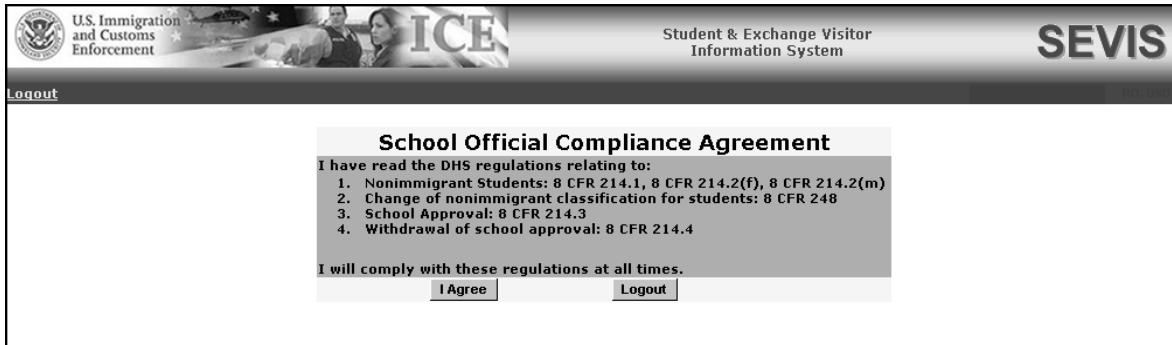 U.S. Immigration
and Customs
Enforcement
ICE
Student & Exchange Visitor
Information System
SEVIS
Logout
School Official Compliance Agreement
I have read the DHS regulations relating to:
1. Nonimmigrant Students: 8 CFR 214.1, 8 CFR 214.2(f), 8 CFR 214.2(m)
2. Change of nonimmigrant classification for students: 8 CFR 248
3. School Approval: 8 CFR 214.3
4. Withdrawal of school approval: 8 CFR 214.4
I will comply with these regulations at all times.
I Agree
Logout